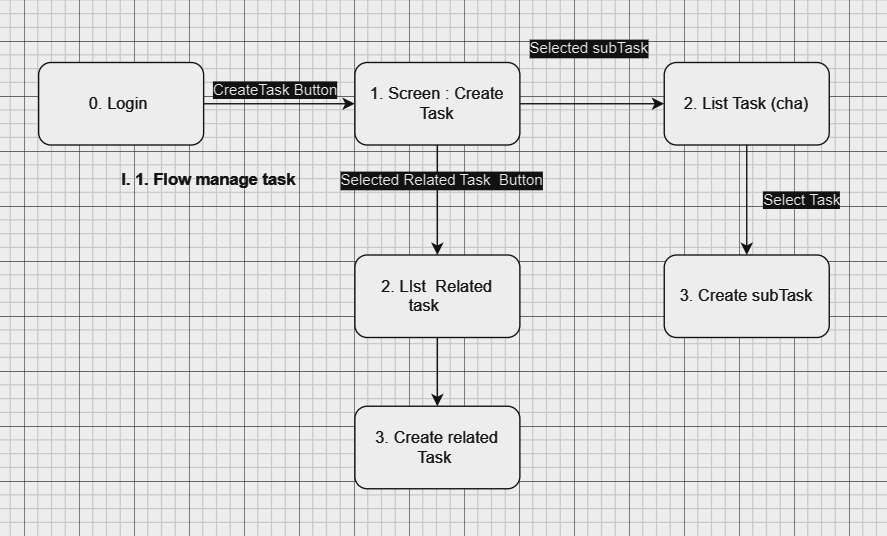 Selected subTask
CreateTask Button
0. Login
1. Screen : Create
Task
2. List Task (cha)
I. 1. Flow manage task
Selected Related Task  Button
Select Task
2. LIst  Related
task
3. Create subTask
3. Create related
Task